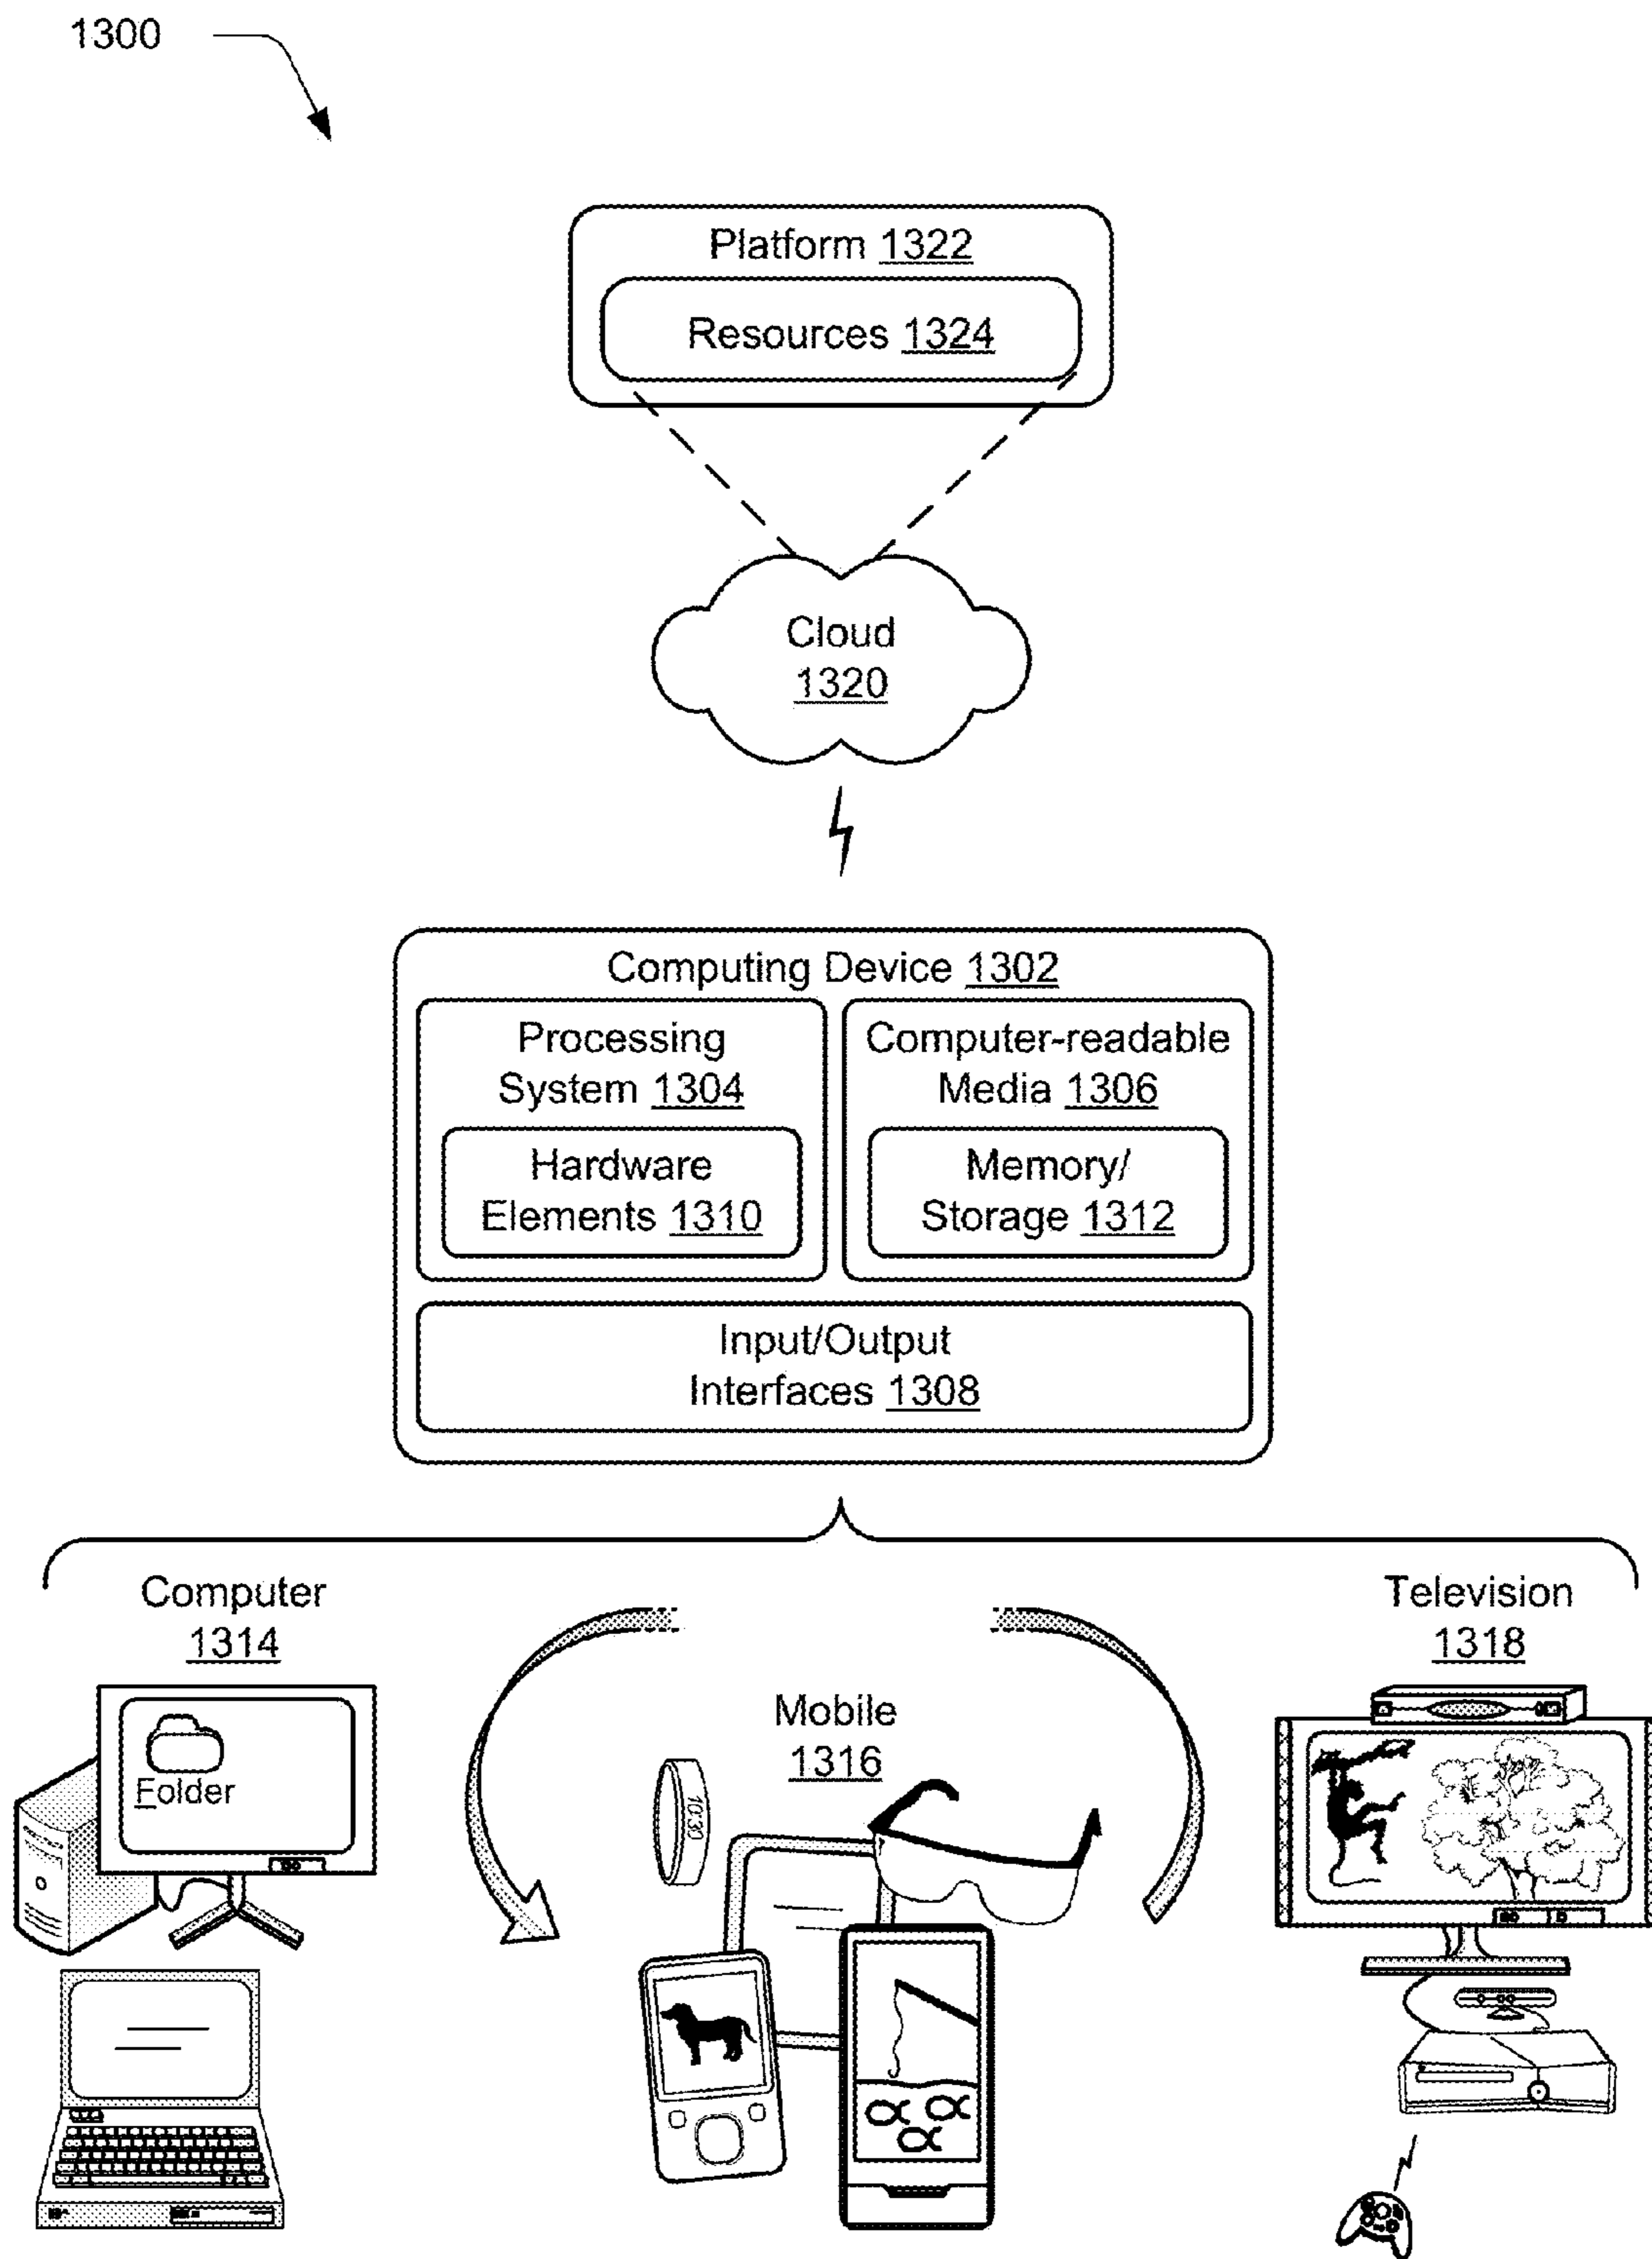 1300
Platform 1322
Resources 1324
Cloud
1320
Computing Device 1302
Processing
System 1304
Hardware
Elements 1310
Computer-readable
Media 1306
Memory/
Storage 1312
Input/Output
Interfaces 1308
Computer
1314
Folder
Mobile
1316
10:30
Television
1318